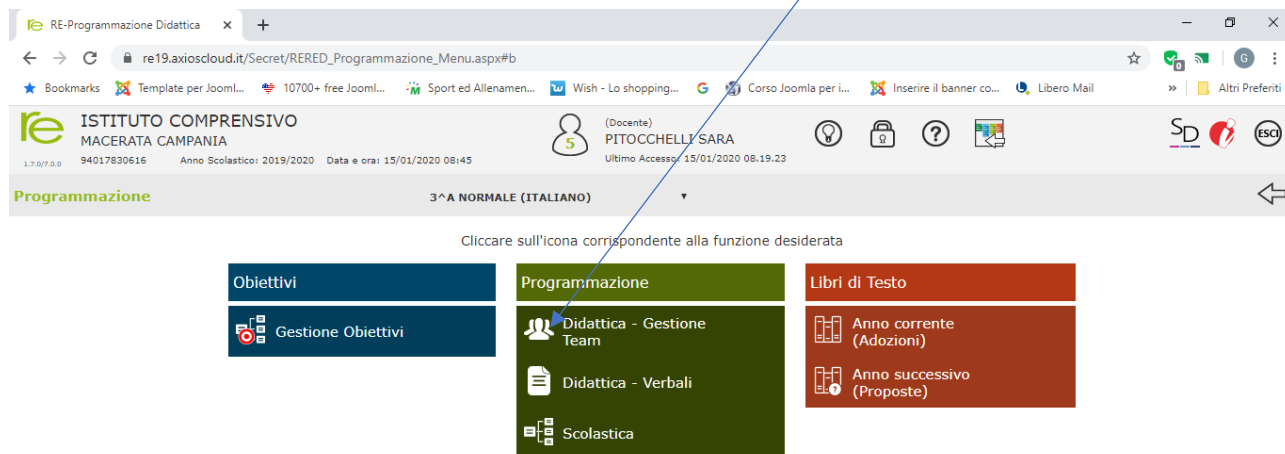 RE-Programmazione Didattica
re19.axioscloud.it/Secret/RERED_Programmazione_Menu.aspx#b
0
G
Bookmarks Template per Jooml... 10700+ free Jooml... Sport ed Allenamen... Wish - Lo shopping... Corso Joomla per i... Inserire il banner co... Libero Mail » Altri Preferiti
re
ISTITUTO COMPRENSIVO
MACERATA CAMPANIA
1.7.0/7.0.0 94017830616 Anno Scolastico: 2019/2020 Data e ora: 15/01/2020 08:45
5
(Docente)
PITOCCHELLI SARA
Ultimo Accesso: 15/01/2020 08.19.23
?
SD
ESCI
Programmazione
3^A NORMALE (ITALIANO)
Cliccare sull'icona corrispondente alla funzione desiderata
Obiettivi
Gestione Obiettivi
Programmazione
Didattica - Gestione
Team
Didattica - Verbali
Scolastica
Libri di Testo
Anno corrente
(Adozioni)
Anno successivo
(Proposte)